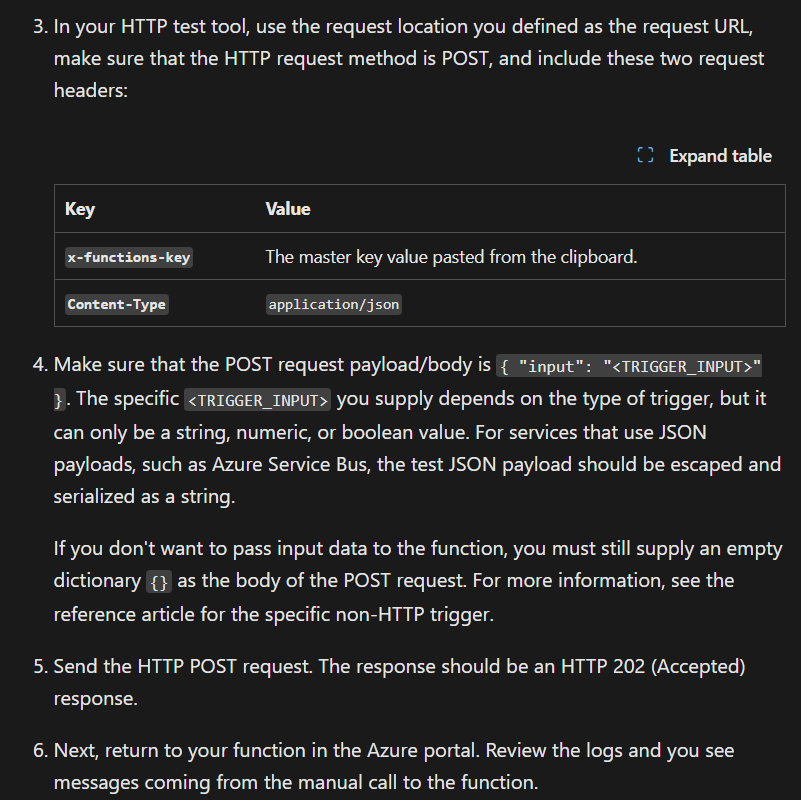 3. In your HTTP test tool, use the request location you defined as the request URL,
make sure that the HTTP request method is POST, and include these two request
headers:
Expand table
Key Value
x-functions-key The master key value pasted from the clipboard.
Content-Type application/json
4. Make sure that the POST request payload/body is { "input": "<TRIGGER_INPUT>"
}. The specific <TRIGGER_INPUT> you supply depends on the type of trigger, but it
can only be a string, numeric, or boolean value. For services that use JSON
payloads, such as Azure Service Bus, the test JSON payload should be escaped and
serialized as a string.
If you don't want to pass input data to the function, you must still supply an empty
dictionary {} as the body of the POST request. For more information, see the
reference article for the specific non-HTTP trigger.
5. Send the HTTP POST request. The response should be an HTTP 202 (Accepted)
response.
6. Next, return to your function in the Azure portal. Review the logs and you see
messages coming from the manual call to the function.